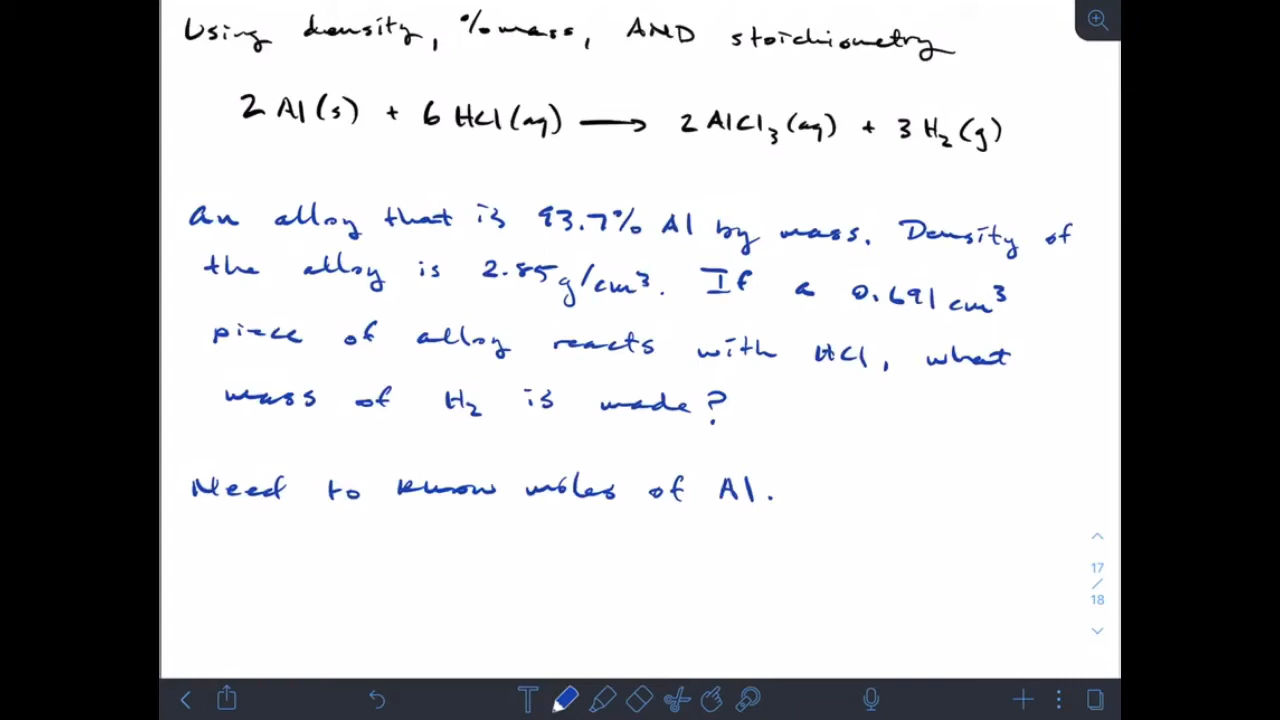 Using density, % mass, AND stoichiometry
2 Al(s) + 6 HCl(aq) ⟶ 2 AlCl₃(aq) + 3 H₂(g)
An alloy that is 93.7% Al by mass. Density of
the alloy is 2.85 g/cm³. If a 0.691 cm³
piece of alloy reacts with HCl, what
mass of H₂ is made?
Need to know moles of Al.
17
/
18
T